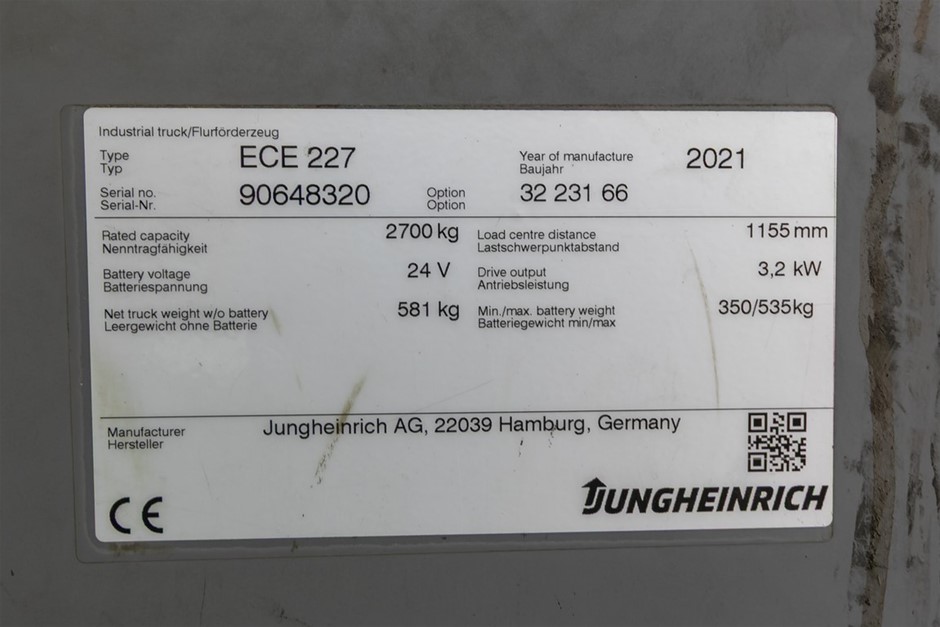 Industrial truck/Flurförderzeug
Type ECE 227 Year of manufacture 2021
Typ Baujahr
Serial no. 90648320 Option 32 231 66
Serial-Nr. Option
Rated capacity 2700 kg Load centre distance 1155 mm
Nenntragfähigkeit Lastschwerpunktabstand
Battery voltage 24 V Drive output 3,2 kW
Batteriespannung Antriebsleistung
Net truck weight w/o battery 581 kg Min./max. battery weight 350/535kg
Leergewicht ohne Batterie Batteriegewicht min/max
Manufacturer Jungheinrich AG, 22039 Hamburg, Germany
Hersteller
CE JUNGHEINRICH